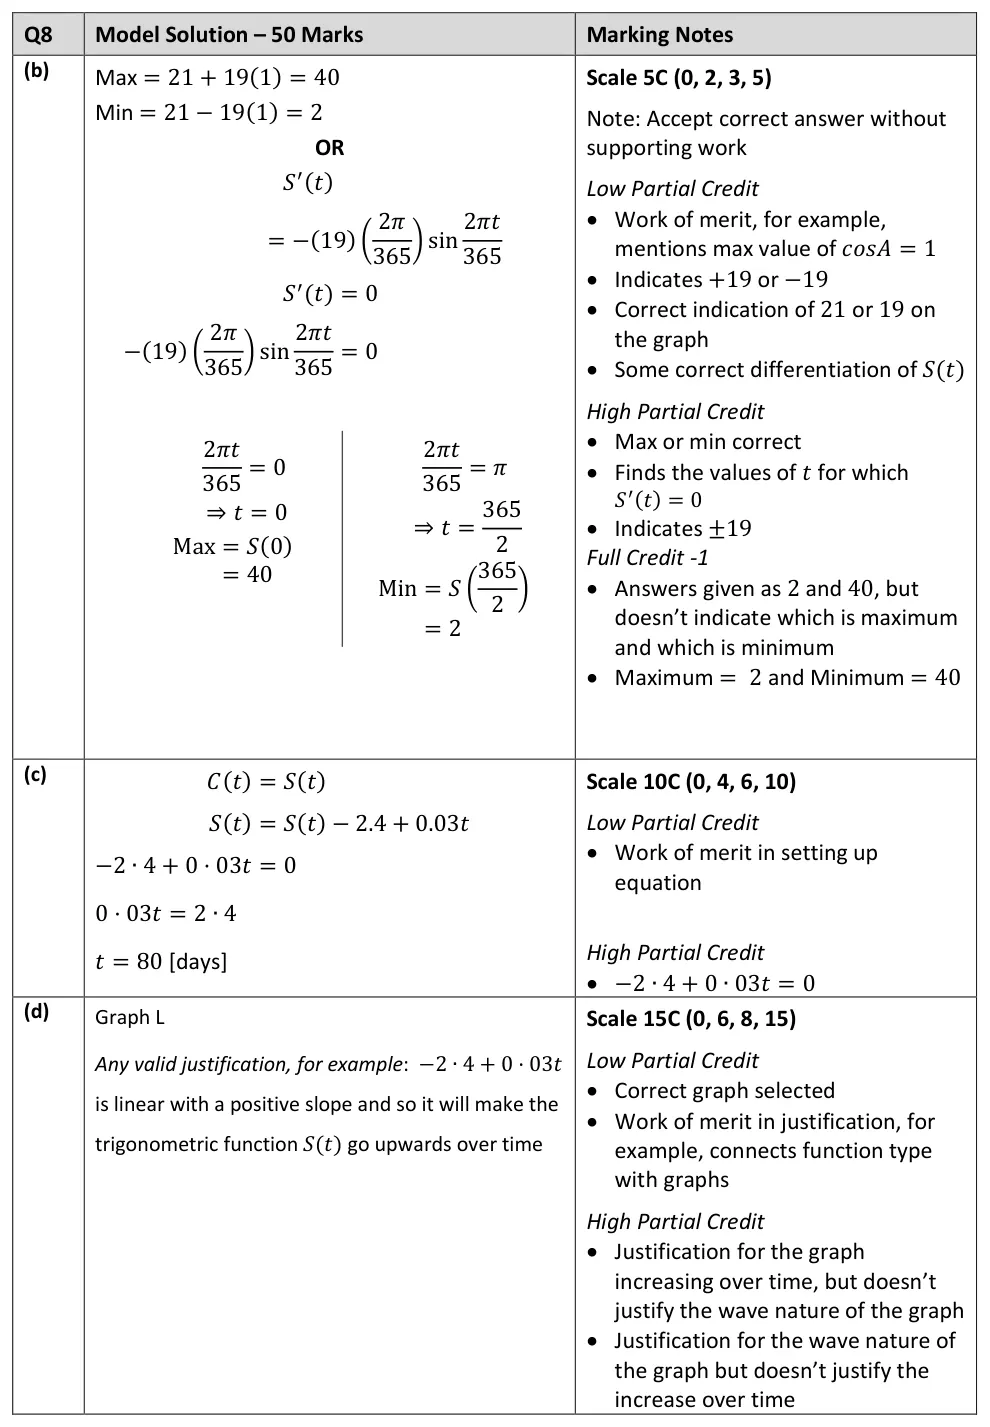 Q8 Model Solution – 50 Marks Marking Notes
(b)
Max = 21 + 19(1) = 40
Min = 21 − 19(1) = 2
OR
S′(t)
= −(19) (2π/365) sin 2πt/365
S′(t) = 0
−(19) (2π/365) sin 2πt/365 = 0
2πt/365 = 0
⇒ t = 0
Max = S(0)
= 40
2πt/365 = π
⇒ t = 365/2
Min = S (365/2)
= 2
Scale 5C (0, 2, 3, 5)
Note: Accept correct answer without
supporting work
Low Partial Credit
• Work of merit, for example,
mentions max value of cosA = 1
• Indicates +19 or −19
• Correct indication of 21 or 19 on
the graph
• Some correct differentiation of S(t)
High Partial Credit
• Max or min correct
• Finds the values of t for which
S′(t) = 0
• Indicates ±19
Full Credit -1
• Answers given as 2 and 40, but
doesn’t indicate which is maximum
and which is minimum
• Maximum = 2 and Minimum = 40
(c)
C(t) = S(t)
S(t) = S(t) − 2.4 + 0.03t
−2 · 4 + 0 · 03t = 0
0 · 03t = 2 · 4
t = 80 [days]
Scale 10C (0, 4, 6, 10)
Low Partial Credit
• Work of merit in setting up
equation
High Partial Credit
• −2 · 4 + 0 · 03t = 0
(d)
Graph L
Any valid justification, for example: −2 · 4 + 0 · 03t
is linear with a positive slope and so it will make the
trigonometric function S(t) go upwards over time
Scale 15C (0, 6, 8, 15)
Low Partial Credit
• Correct graph selected
• Work of merit in justification, for
example, connects function type
with graphs
High Partial Credit
• Justification for the graph
increasing over time, but doesn’t
justify the wave nature of the graph
• Justification for the wave nature of
the graph but doesn’t justify the
increase over time